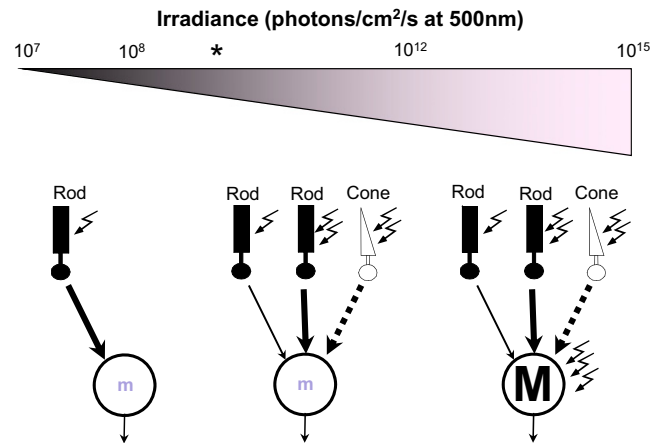 Irradiance (photons/cm²/s at 500nm)
10⁷ 10⁸ * 10¹² 10¹⁵
Rod Rod Rod Cone Rod Rod Cone
m m M